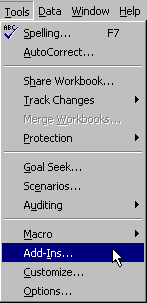 Tools Data Window Help
ABC Spelling... F7
AutoCorrect...
Share Workbook...
Track Changes
Merge Workbooks...
Protection
Goal Seek...
Scenarios...
Auditing
Macro
Add-Ins...
Customize...
Options...